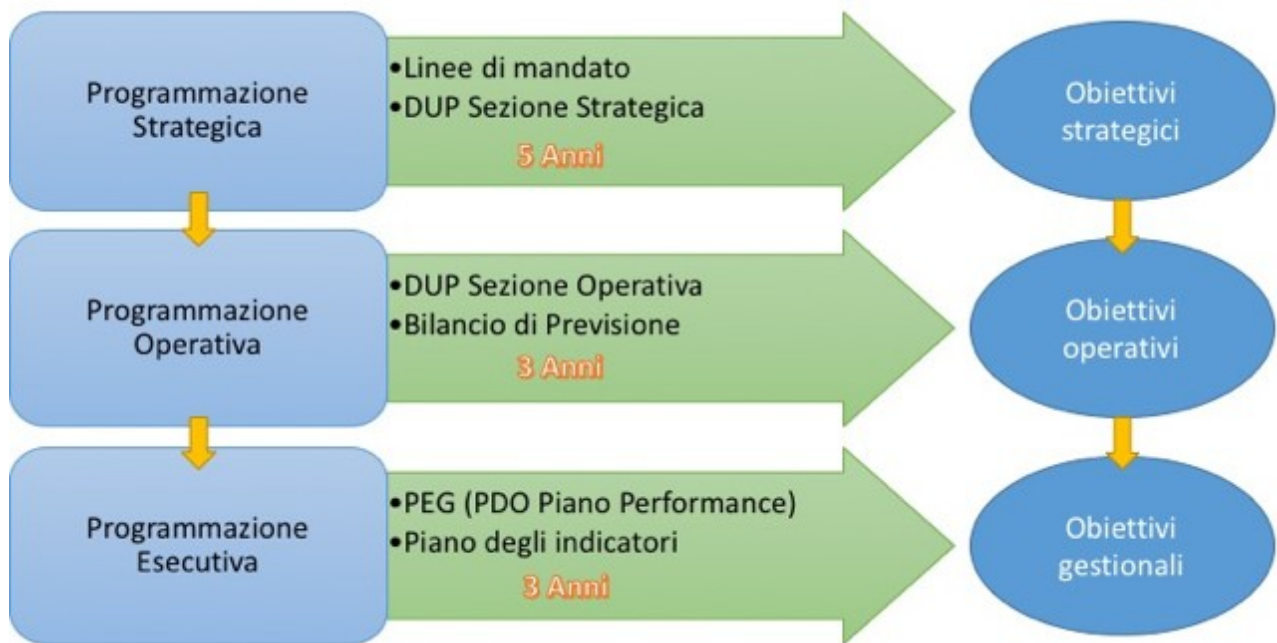 Programmazione
Strategica
•Linee di mandato
•DUP Sezione Strategica
5 Anni
Obiettivi
strategici
Programmazione
Operativa
•DUP Sezione Operativa
•Bilancio di Previsione
3 Anni
Obiettivi
operativi
Programmazione
Esecutiva
•PEG (PDO Piano Performance)
•Piano degli indicatori
3 Anni
Obiettivi
gestionali